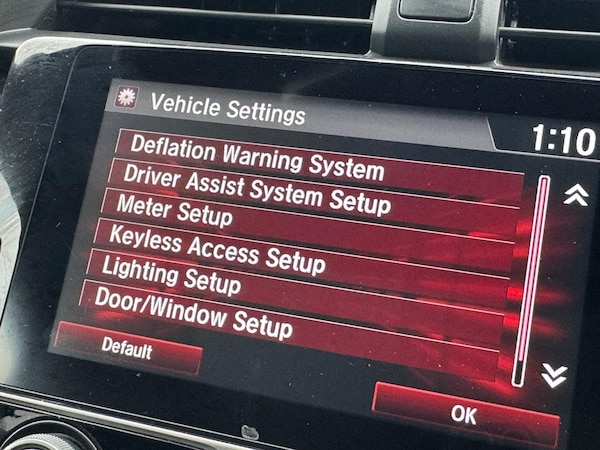 Vehicle Settings
1:10
Deflation Warning System
Driver Assist System Setup
Meter Setup
Keyless Access Setup
Lighting Setup
Door/Window Setup
Default
OK